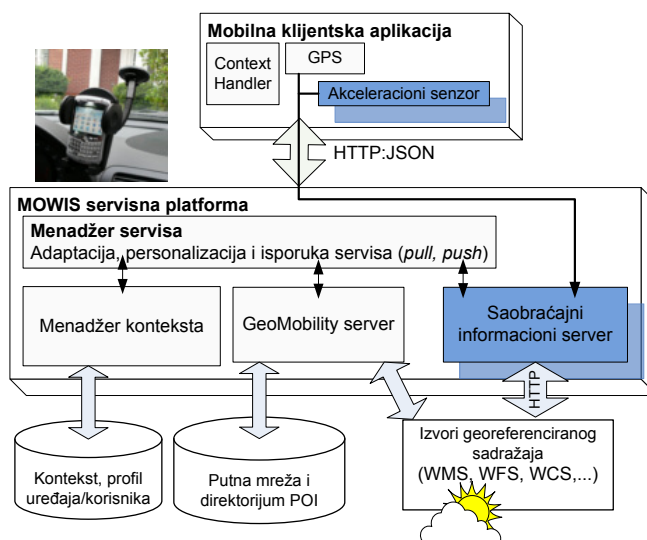 Mobilna klijentska aplikacija
Context
Handler
GPS
Akceleracioni senzor
HTTP:JSON
MOWIS servisna platforma
Menadžer servisa
Adaptacija, personalizacija i isporuka servisa (pull, push)
Menadžer konteksta
GeoMobility server
Saobraćajni
informacioni server
HTTP
Kontekst, profil
uređaja/korisnika
Putna mreža i
direktorijum POI
Izvori georeferenciranog
sadražaja
(WMS, WFS, WCS,...)